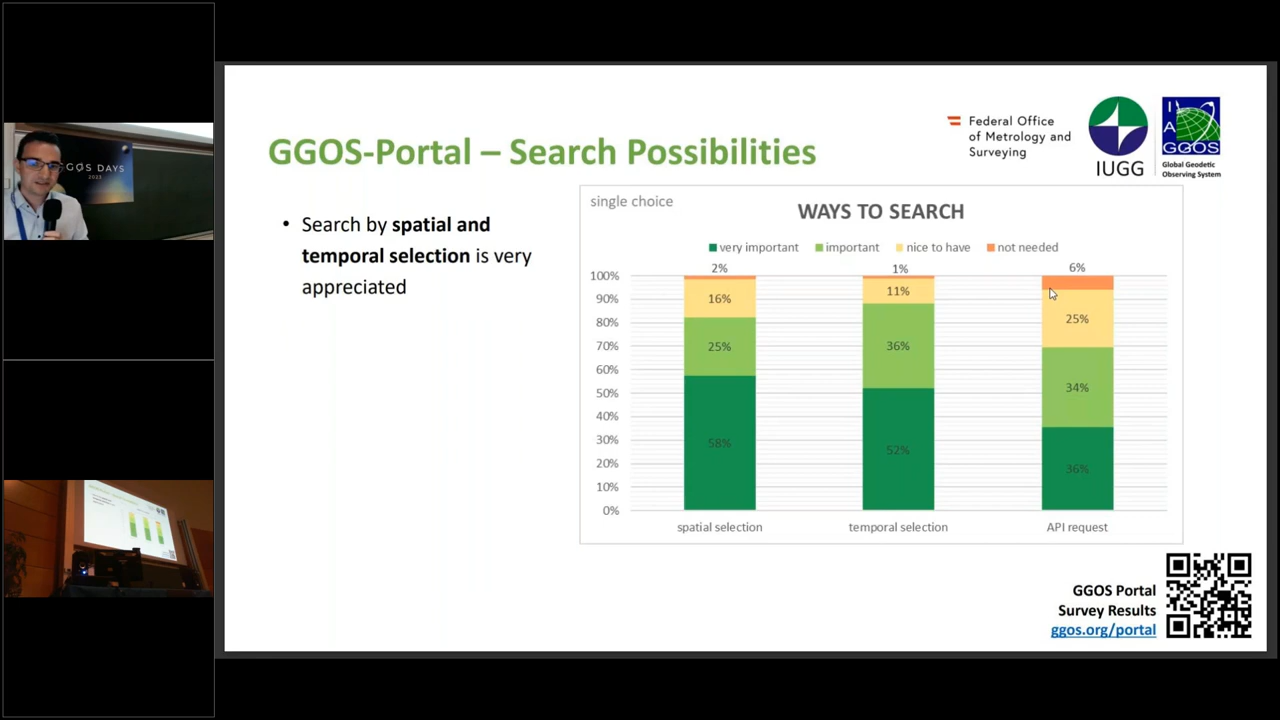 GGOS DAYS
2023
GGOS-Portal – Search Possibilities
Federal Office
of Metrology and
Surveying
IUGG
I
A
GGOS
Global Geodetic
Observing System
• Search by spatial and
temporal selection is very
appreciated
single choice
WAYS TO SEARCH
very important important nice to have not needed
2% 1% 6%
100%
90%
80%
70%
60%
50%
40%
30%
20%
10%
0%
16% 11% 25%
25% 36% 34%
58% 52% 36%
spatial selection temporal selection API request
GGOS Portal
Survey Results
ggos.org/portal